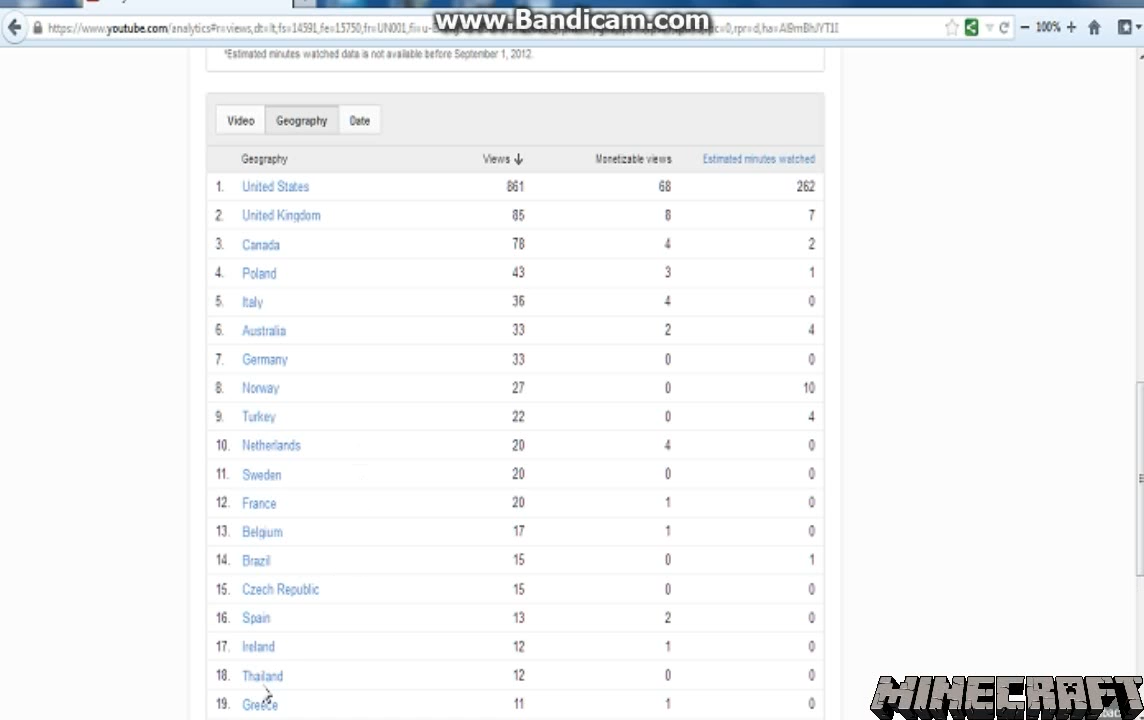 www.Bandicam.com
100%
*Estimated minutes watched data is not available before September 1, 2012.
Video Geography Date
Geography Views Monetizable views Estimated minutes watched
1. United States 861 68 262
2. United Kingdom 85 8 7
3. Canada 78 4 2
4. Poland 43 3 1
5. Italy 36 4 0
6. Australia 33 2 4
7. Germany 33 0 0
8. Norway 27 0 10
9. Turkey 22 0 4
10. Netherlands 20 4 0
11. Sweden 20 0 0
12. France 20 1 0
13. Belgium 17 1 0
14. Brazil 15 0 1
15. Czech Republic 15 0 0
16. Spain 13 2 0
17. Ireland 12 1 0
18. Thailand 12 0 0
19. Greece 11 1 0
MINECRAFT